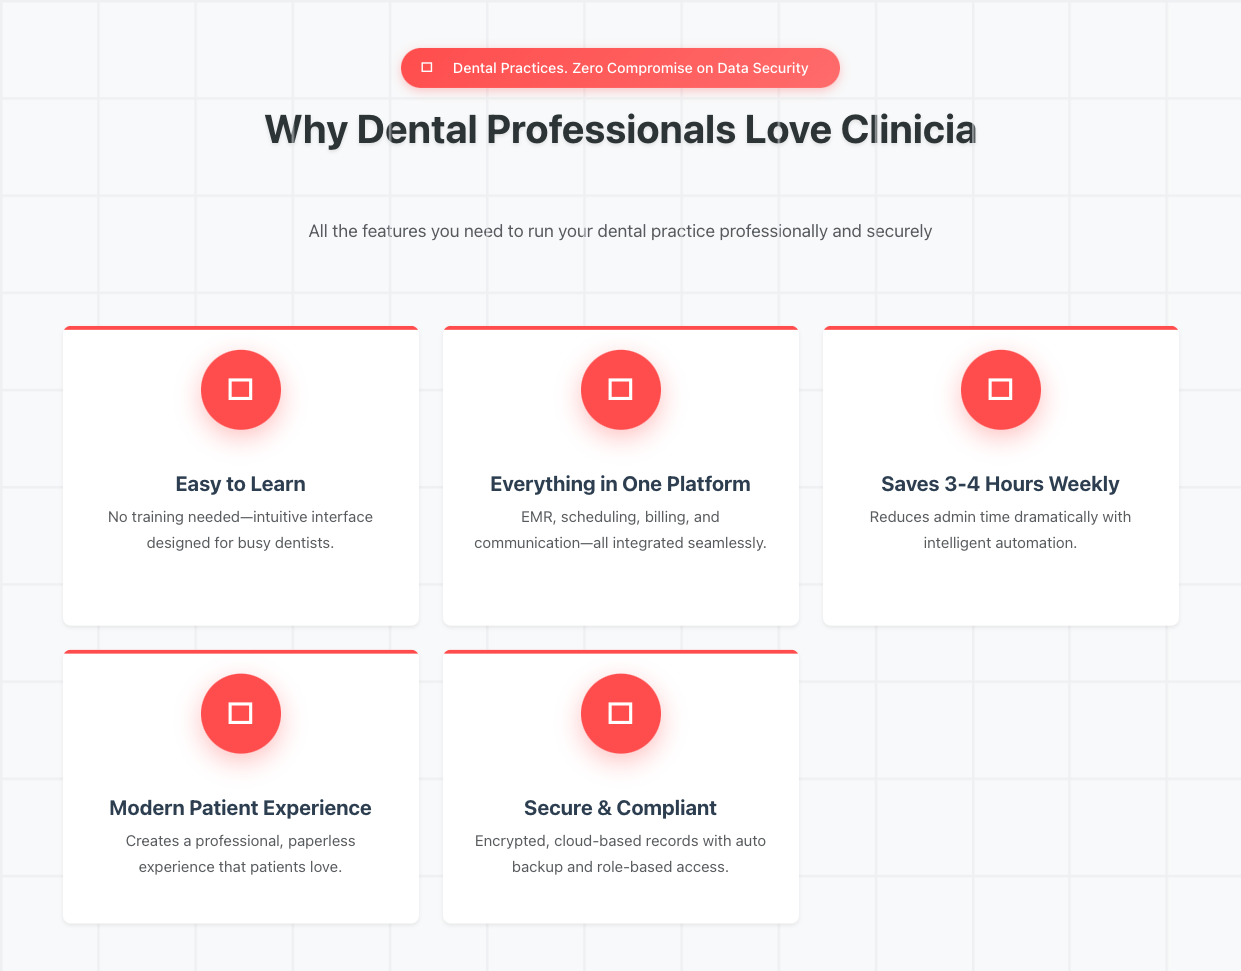 Dental Practices. Zero Compromise on Data Security
Why Dental Professionals Love Clinicia
All the features you need to run your dental practice professionally and securely
Easy to Learn
No training needed—intuitive interface
designed for busy dentists.
Everything in One Platform
EMR, scheduling, billing, and
communication—all integrated seamlessly.
Saves 3-4 Hours Weekly
Reduces admin time dramatically with
intelligent automation.
Modern Patient Experience
Creates a professional, paperless
experience that patients love.
Secure & Compliant
Encrypted, cloud-based records with auto
backup and role-based access.